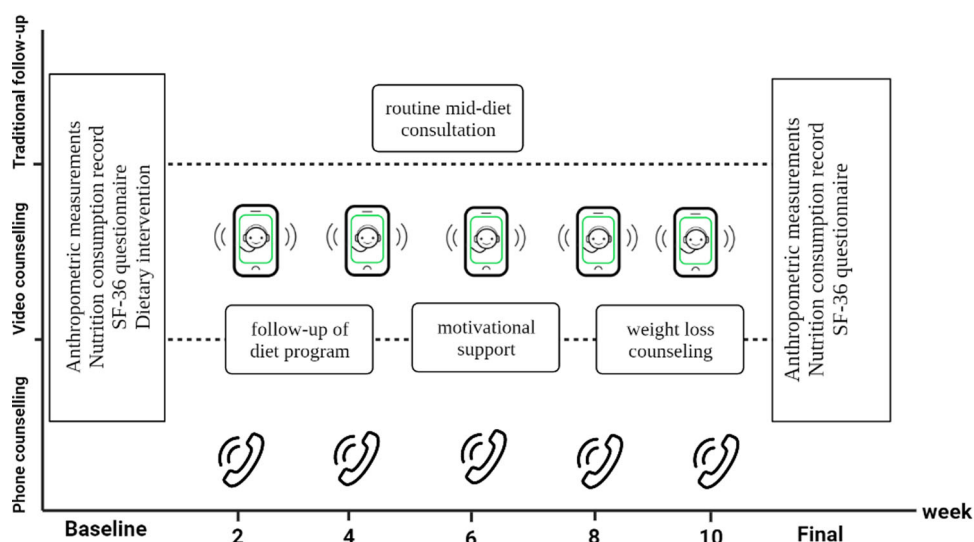 Traditional follow-up
Video counseling
Phone counselling
Anthropometric measurements
Nutrition consumption record
SF-36 questionnaire
Dietary intervention
routine mid-diet
consultation
follow-up of
diet program
motivational
support
weight loss
counseling
Anthropometric measurements
Nutrition consumption record
SF-36 questionnaire
Baseline
2
4
6
8
10
Final
week